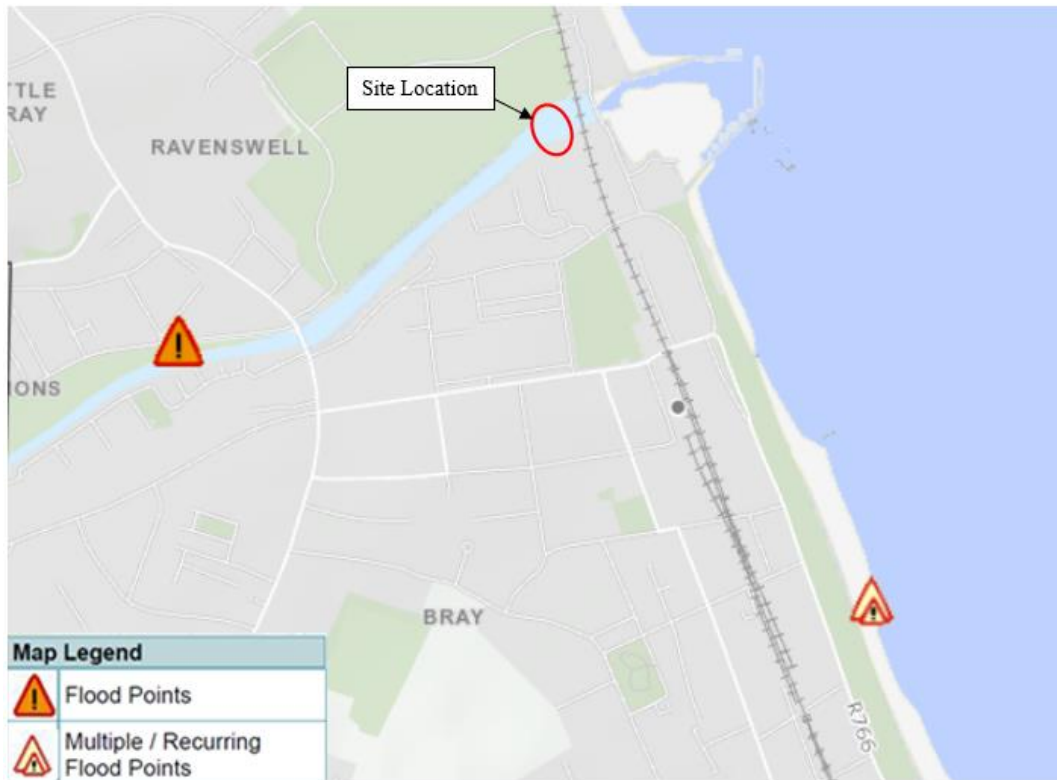 Site Location
TTLE
RAY
RAVENSWELL
IONS
BRAY
R766
Map Legend
Flood Points
Multiple / Recurring
Flood Points